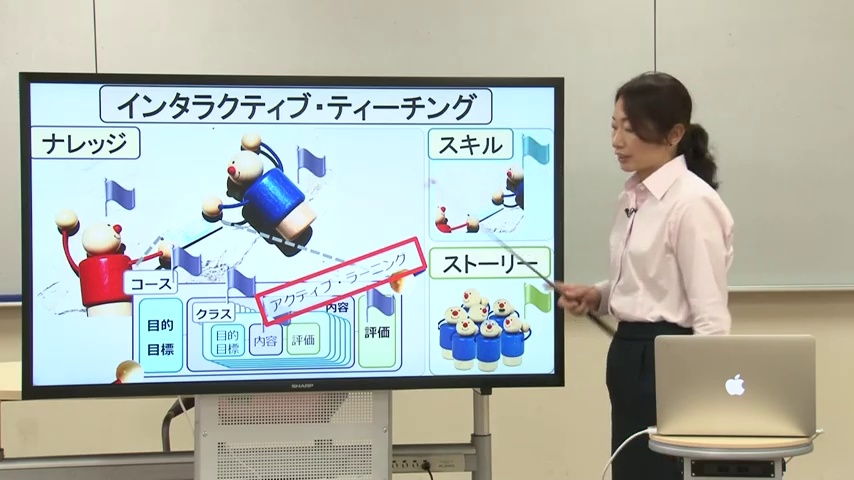 インタラクティブ・ティーチング
ナレッジ
スキル
コース
アクティブ・ラーニング
ストーリー
目的
目標
クラス
内容
目的
目標
内容
評価
評価
SHARP